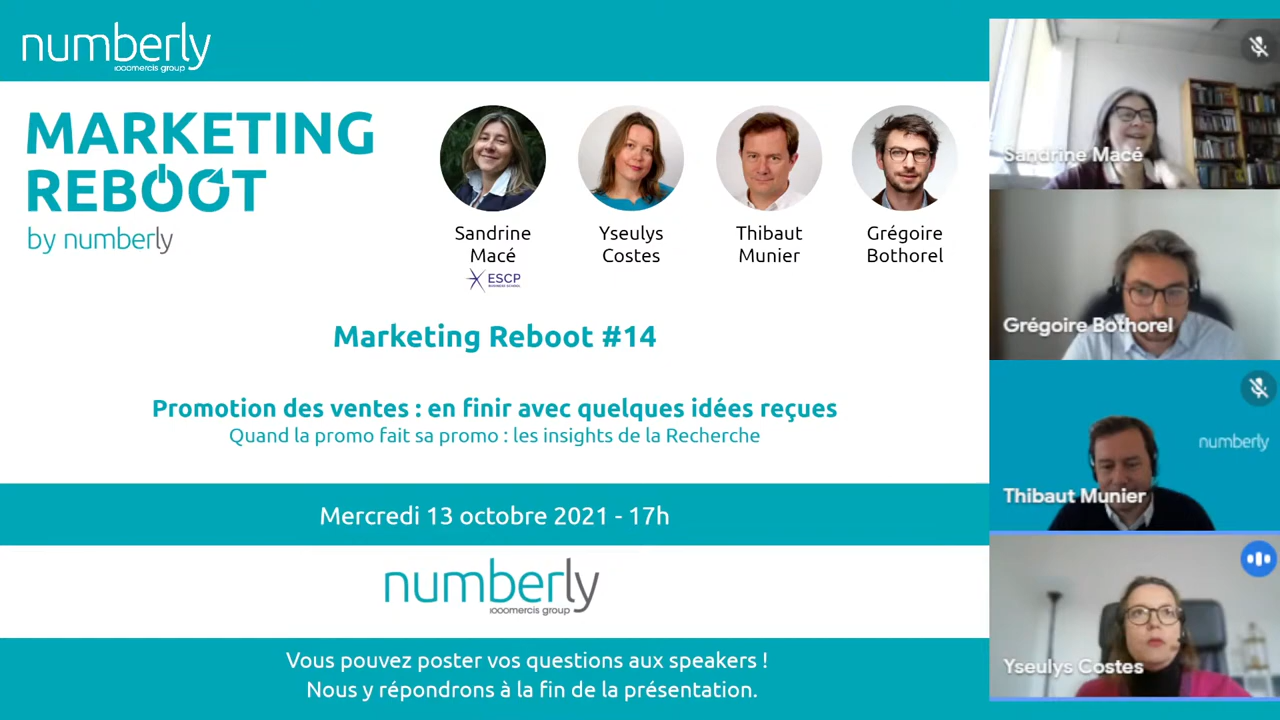 numberly
1000mercis group
MARKETING
REBOOT
by numberly
Sandrine
Macé
ESCP
BUSINESS SCHOOL
Yseulys
Costes
Thibaut
Munier
Grégoire
Bothorel
Marketing Reboot #14
Promotion des ventes : en finir avec quelques idées reçues
Quand la promo fait sa promo : les insights de la Recherche
Mercredi 13 octobre 2021 - 17h
numberly
1000mercis group
Vous pouvez poster vos questions aux speakers !
Nous y répondrons à la fin de la présentation.
Sandrine Macé
Grégoire Bothorel
numberly
Thibaut Munier
Yseulys Costes